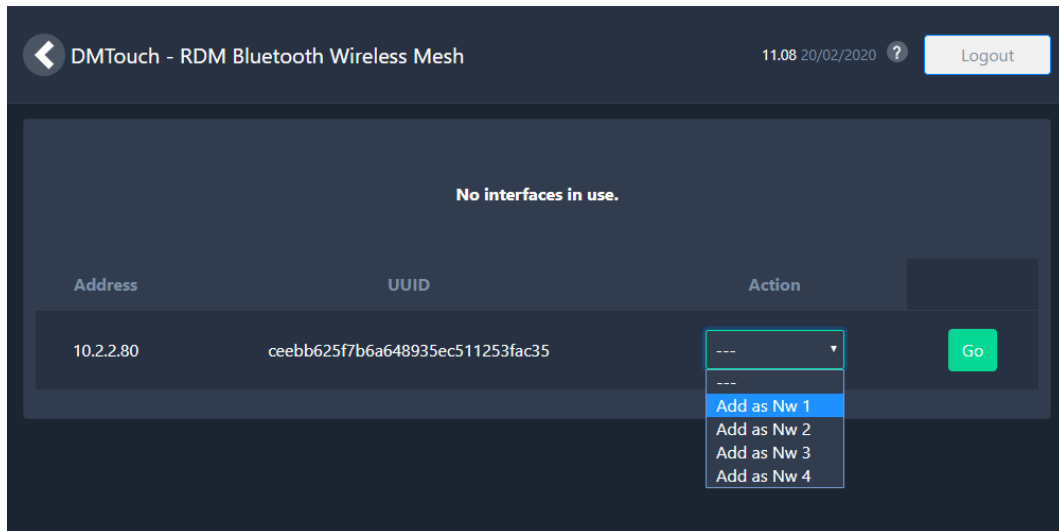 DMTouch - RDM Bluetooth Wireless Mesh
11.08 20/02/2020 ? Logout
No interfaces in use.
Address UUID Action
10.2.2.80 ceebb625f7b6a648935ec511253fac35 --- Go
---
Add as Nw 1
Add as Nw 2
Add as Nw 3
Add as Nw 4